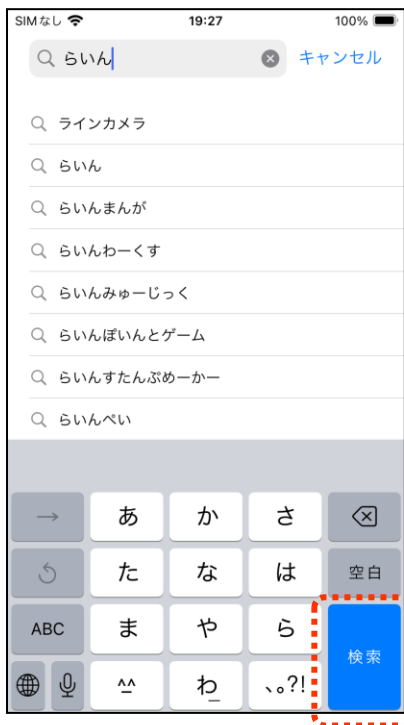 SIMなし 19:27 100%
らいん キャンセル
ラインカメラ
らいん
らいんまんが
らいんわーくす
らいんみゅーじっく
らいんぽいんとゲーム
らいんすたんぷめーかー
らいんぺい
→ あ か さ
た な は 空白
ABC ま や ら 検索
^^ わ 、。?!